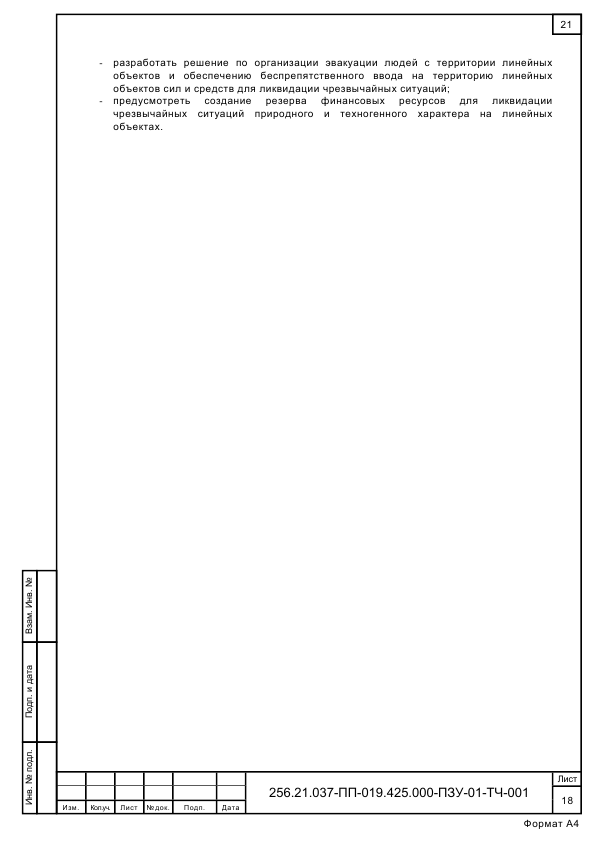 21
- разработать решение по организации эвакуации людей с территории линейных
объектов и обеспечению беспрепятственного ввода на территорию линейных
объектов сил и средств для ликвидации чрезвычайных ситуаций;
- предусмотреть создание резерва финансовых ресурсов для ликвидации
чрезвычайных ситуаций природного и техногенного характера на линейных
объектах.
Взам. Инв. №
Подп. и дата
Инв. № подл.
Изм. Кол.уч. Лист №док. Подп. Дата
256.21.037-ПП-019.425.000-ПЗУ-01-ТЧ-001
Лист
18
Формат А4